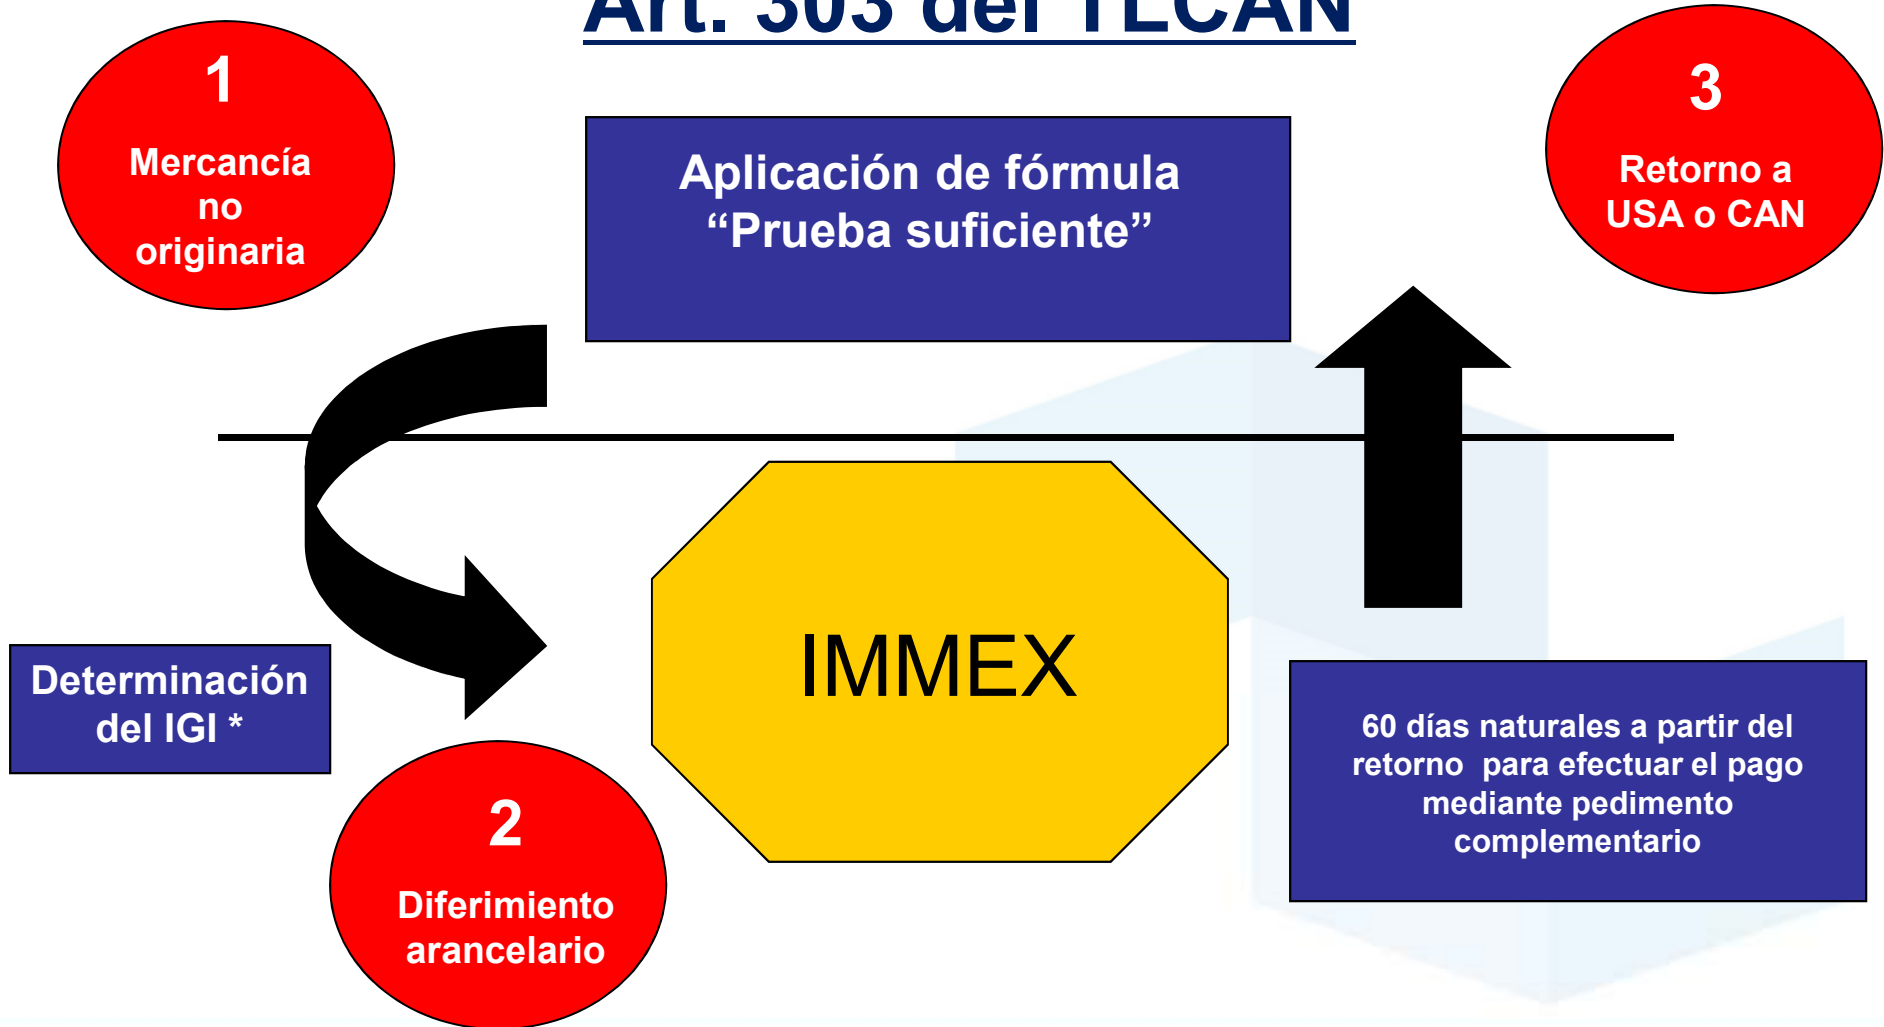 Art. 303 del TLCAN
1
Mercancía
no
originaria
Aplicación de fórmula
“Prueba suficiente”
3
Retorno a
USA o CAN
Determinación
del IGI *
2
Diferimiento
arancelario
IMMEX
60 días naturales a partir del
retorno para efectuar el pago
mediante pedimento
complementario